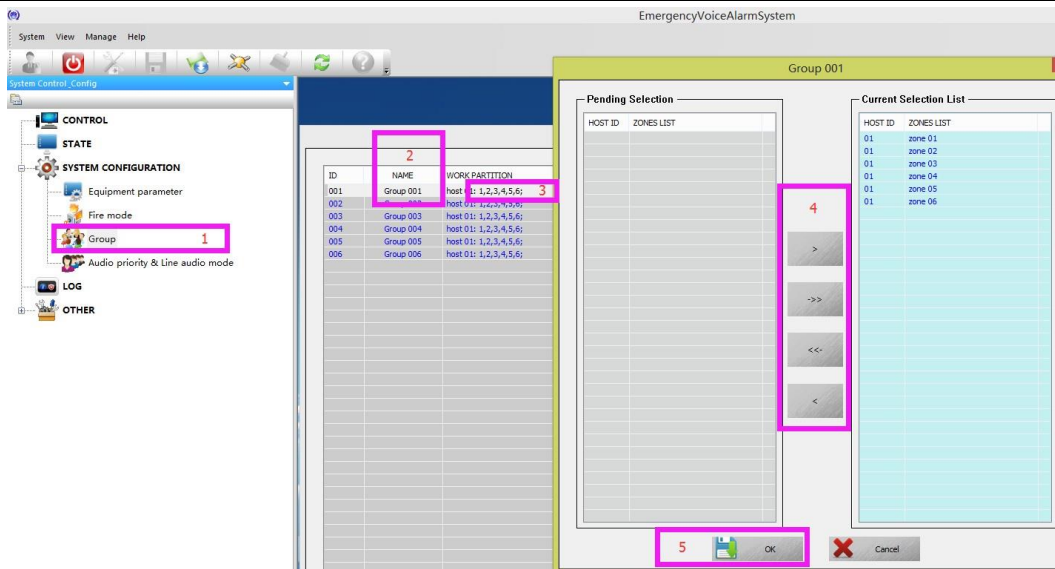 EmergencyVoiceAlarmSystem
System View Manage Help
System Control_Config
CONTROL
STATE
SYSTEM CONFIGURATION
Equipment parameter
Fire mode
Group 1
Audio priority & Line audio mode
LOG
OTHER
2
ID NAME WORK PARTITION
001 Group 001 host 01: 1,2,3,4,5,6; 3
002 host 01: 1,2,3,4,5,6;
003 Group 003 host 01: 1,2,3,4,5,6;
004 Group 004 host 01: 1,2,3,4,5,6;
005 Group 005 host 01: 1,2,3,4,5,6;
006 Group 006 host 01: 1,2,3,4,5,6;
Group 001
Pending Selection
HOST ID ZONES LIST
4
>
->>
<<-
<
Current Selection List
HOST ID ZONES LIST
01 zone 01
01 zone 02
01 zone 03
01 zone 04
01 zone 05
01 zone 06
5 OK
Cancel